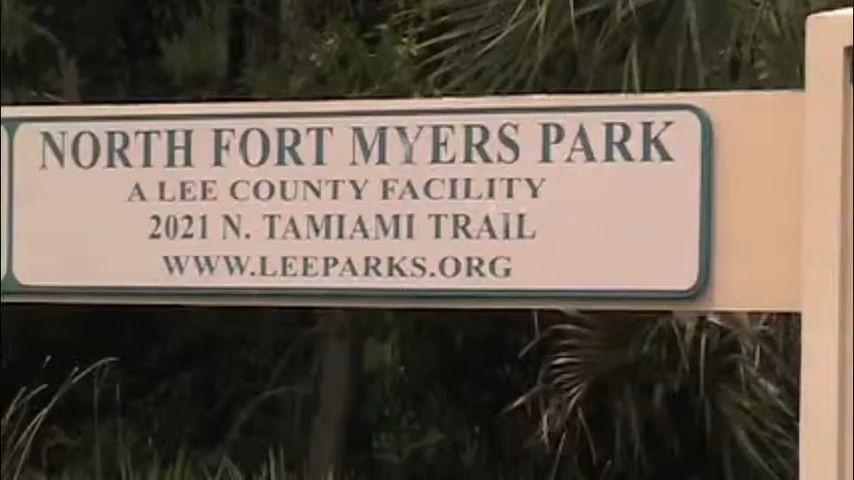 NORTH FORT MYERS PARK
A LEE COUNTY FACILITY
2021 N. TAMIAMI TRAIL
WWW.LEEPARKS.ORG